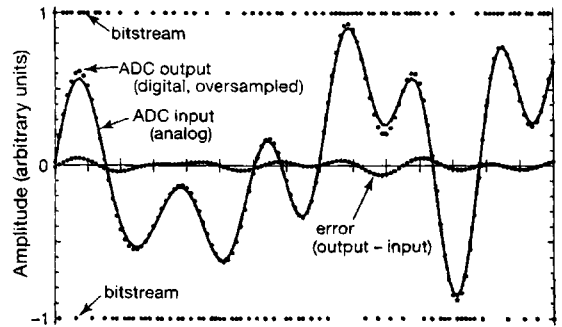 1
bitstream
ADC output
(digital, oversampled)
ADC input
(analog)
Amplitude (arbitrary units)
0
error
(output – input)
bitstream
–1